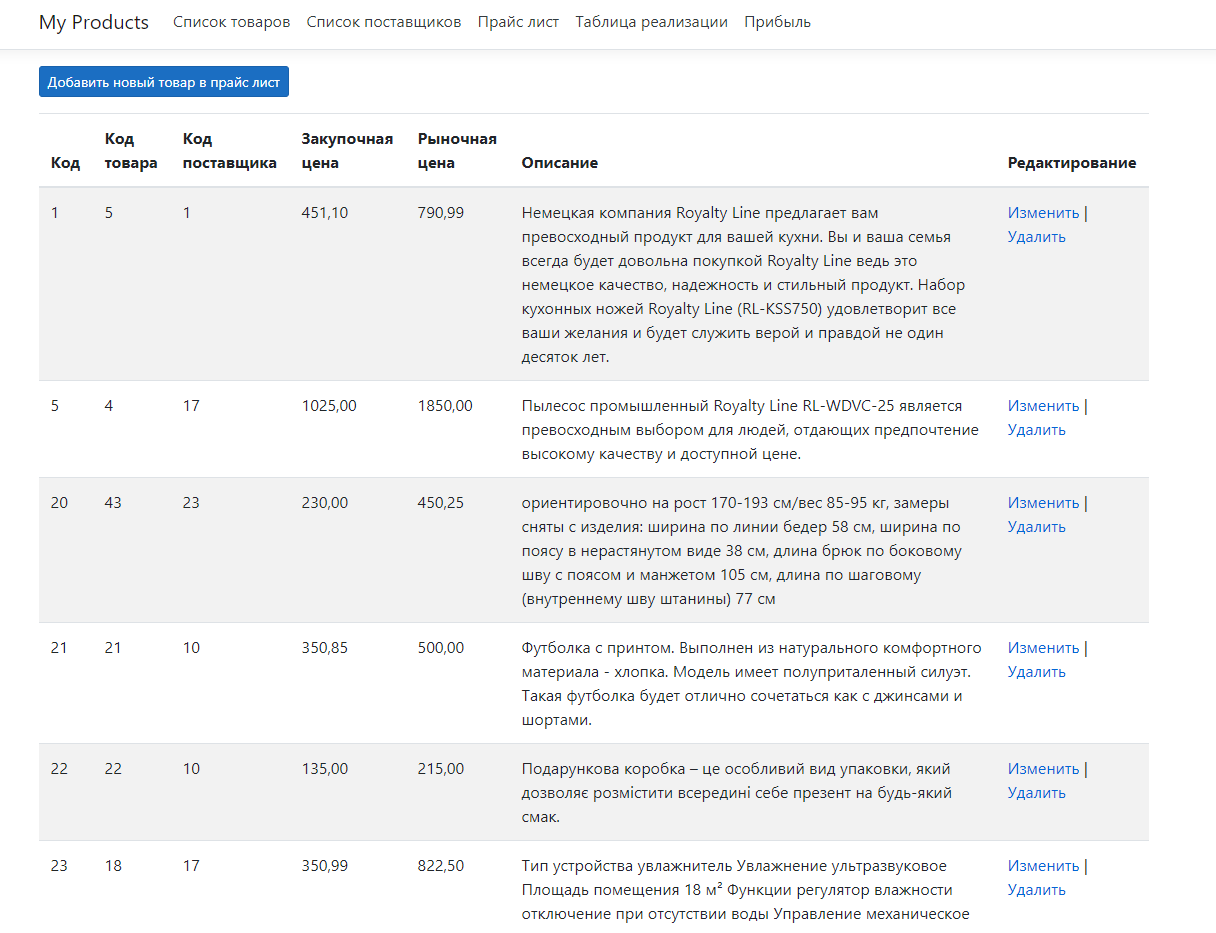 My Products Список товаров Список поставщиков Прайс лист Таблица реализации Прибыль
Добавить новый товар в прайс лист
Код Код товара Код поставщика Закупочная цена Рыночная цена Описание Редактирование
1 5 1 451,10 790,99 Немецкая компания Royalty Line предлагает вам Изменить |
превосходный продукт для вашей кухни. Вы и ваша семья Удалить
всегда будет довольна покупкой Royalty Line ведь это
немецкое качество, надежность и стильный продукт. Набор
кухонных ножей Royalty Line (RL-KSS750) удовлетворит все
ваши желания и будет служить верой и правдой не один
десяток лет.
5 4 17 1025,00 1850,00 Пылесос промышленный Royalty Line RL-WDVC-25 является Изменить |
превосходным выбором для людей, отдающих предпочтение Удалить
высокому качеству и доступной цене.
20 43 23 230,00 450,25 ориентировочно на рост 170-193 см/вес 85-95 кг, замеры Изменить |
сняты с изделия: ширина по линии бедер 58 см, ширина по Удалить
поясу в нерастянутом виде 38 см, длина брюк по боковому
шву с поясом и манжетом 105 см, длина по шаговому
(внутреннему шву штанины) 77 см
21 21 10 350,85 500,00 Футболка с принтом. Выполнен из натурального комфортного Изменить |
материала - хлопка. Модель имеет полуприталенный силуэт. Удалить
Такая футболка будет отлично сочетаться как с джинсами и
шортами.
22 22 10 135,00 215,00 Подарункова коробка – це особливий вид упаковки, який Изменить |
дозволяє розмістити всередині себе презент на будь-який Удалить
смак.
23 18 17 350,99 822,50 Тип устройства увлажнитель Увлажнение ультразвуковое Изменить |
Площадь помещения 18 м² Функции регулятор влажности Удалить
отключение при отсутствии воды Управление механическое